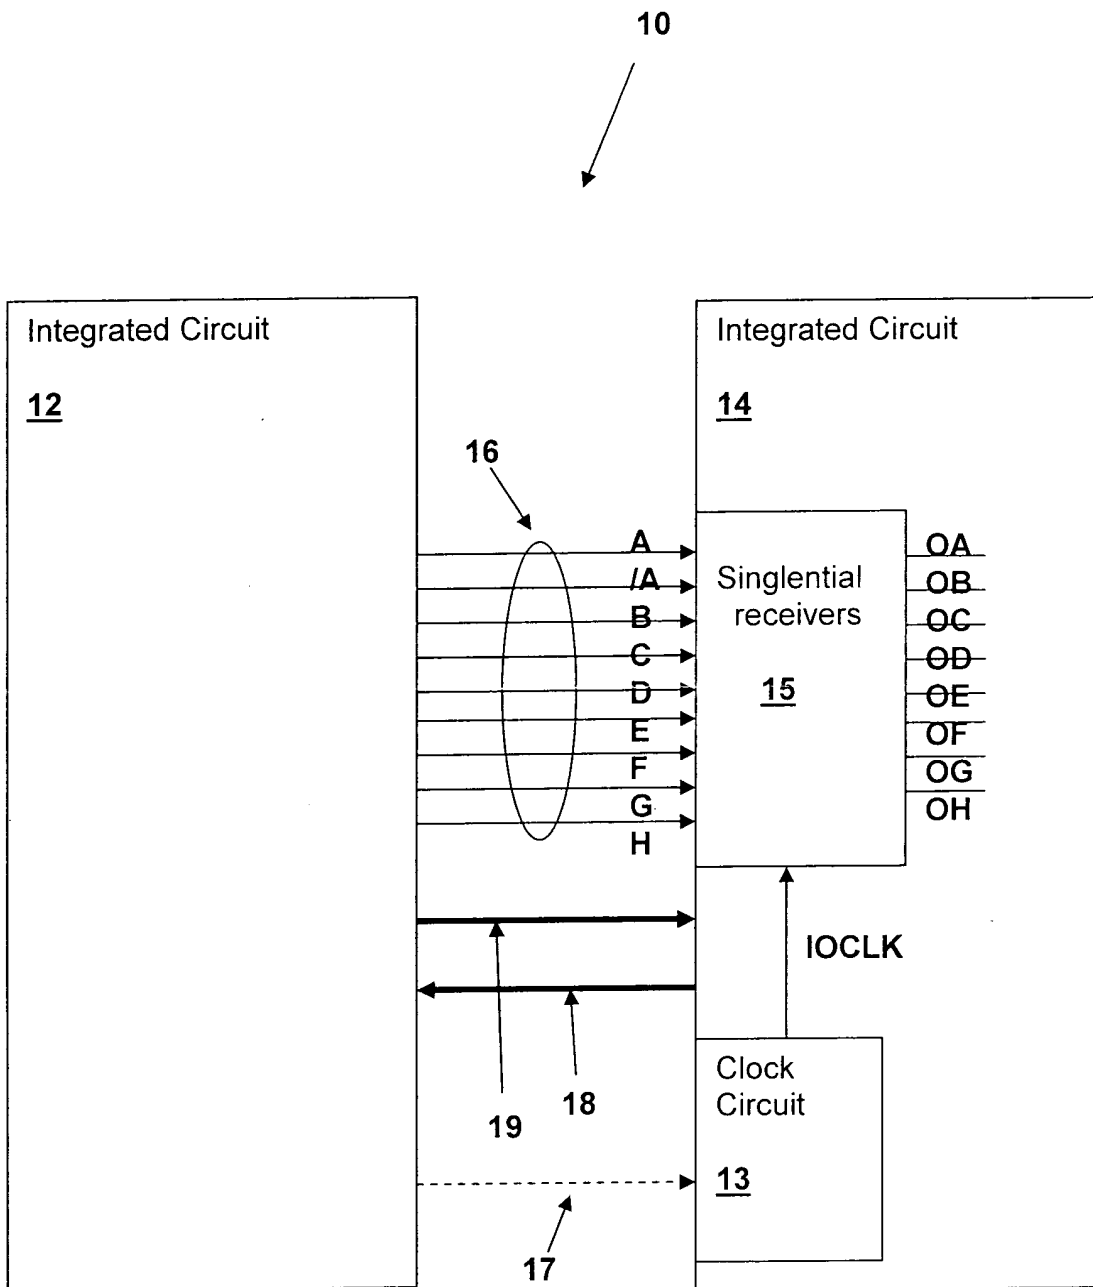 10
Integrated Circuit
12
Integrated Circuit
14
16
A
/A
B
C
D
E
F
G
H
Singlential
receivers
15
OA
OB
OC
OD
OE
OF
OG
OH
IOCLK
19
18
17
Clock
Circuit
13